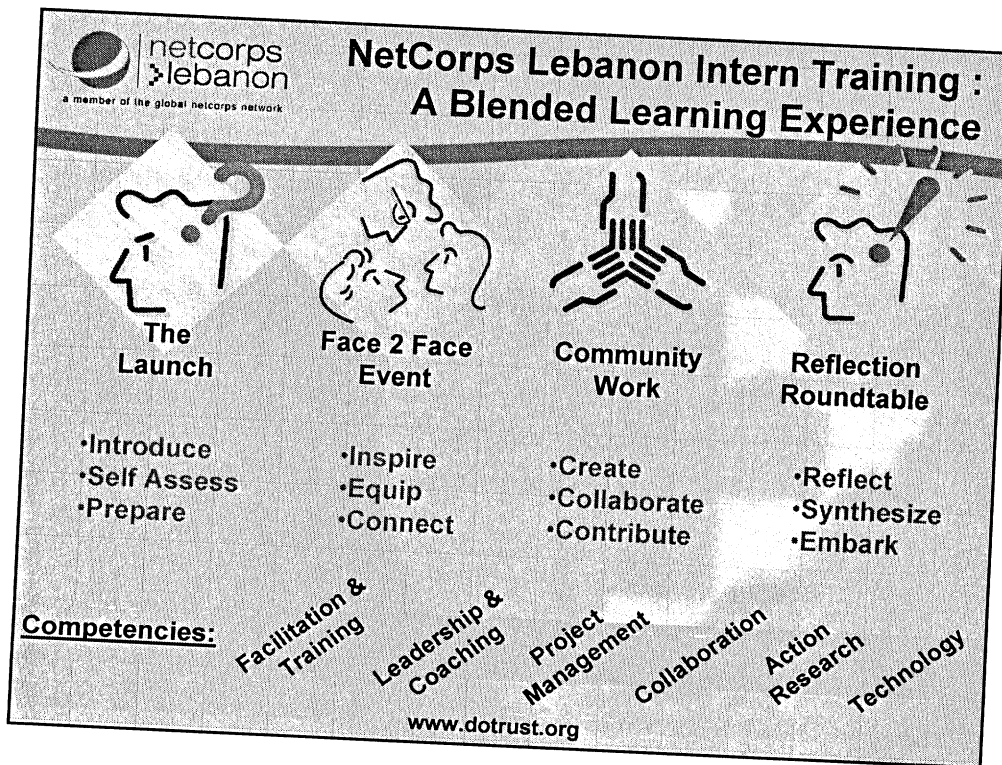 netcorps
>lebanon
a member of the global netcorps network
NetCorps Lebanon Intern Training :
A Blended Learning Experience
The
Launch
Face 2 Face
Event
Community
Work
Reflection
Roundtable
•Introduce
•Self Assess
•Prepare
•Inspire
•Equip
•Connect
•Create
•Collaborate
•Contribute
•Reflect
•Synthesize
•Embark
Competencies:
Facilitation &
Training
Leadership &
Coaching
Project
Management
Collaboration
Action
Research
Technology
www.dotrust.org